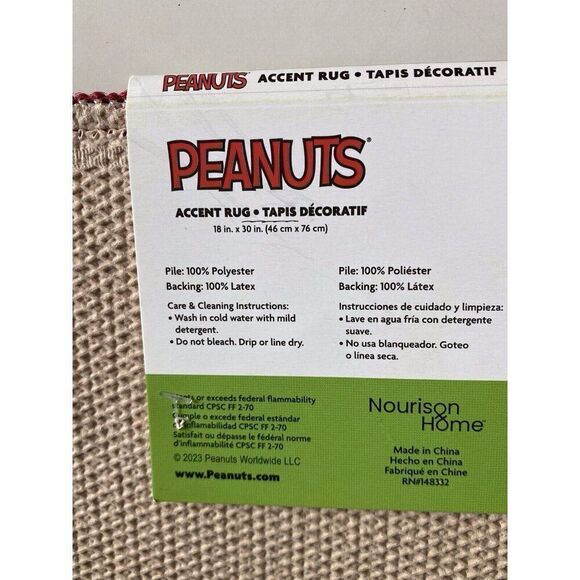 PEANUTS ACCENT RUG • TAPIS DÉCORATIF
PEANUTS®
ACCENT RUG • TAPIS DÉCORATIF
18 in. x 30 in. (46 cm x 76 cm)
Pile: 100% Polyester
Backing: 100% Latex
Care & Cleaning Instructions:
• Wash in cold water with mild
detergent.
• Do not bleach. Drip or line dry.
Pile: 100% Poliéster
Backing: 100% Látex
Instrucciones de cuidado y limpieza:
• Lave en agua fría con detergente
suave.
• No usa blanqueador. Goteo
o línea seca.
or exceeds federal flammability
standard CPSC FF 2-70
ple o excede federal estándar
inflamabilidad CPSC FF 2-70
Satisfait ou dépasse le fédéral norme
d'inflammabilité CPSC FF 2-70
© 2023 Peanuts Worldwide LLC
www.Peanuts.com
Nourison
Home™
Made in China
Hecho en China
Fabriqué en Chine
RN#148332